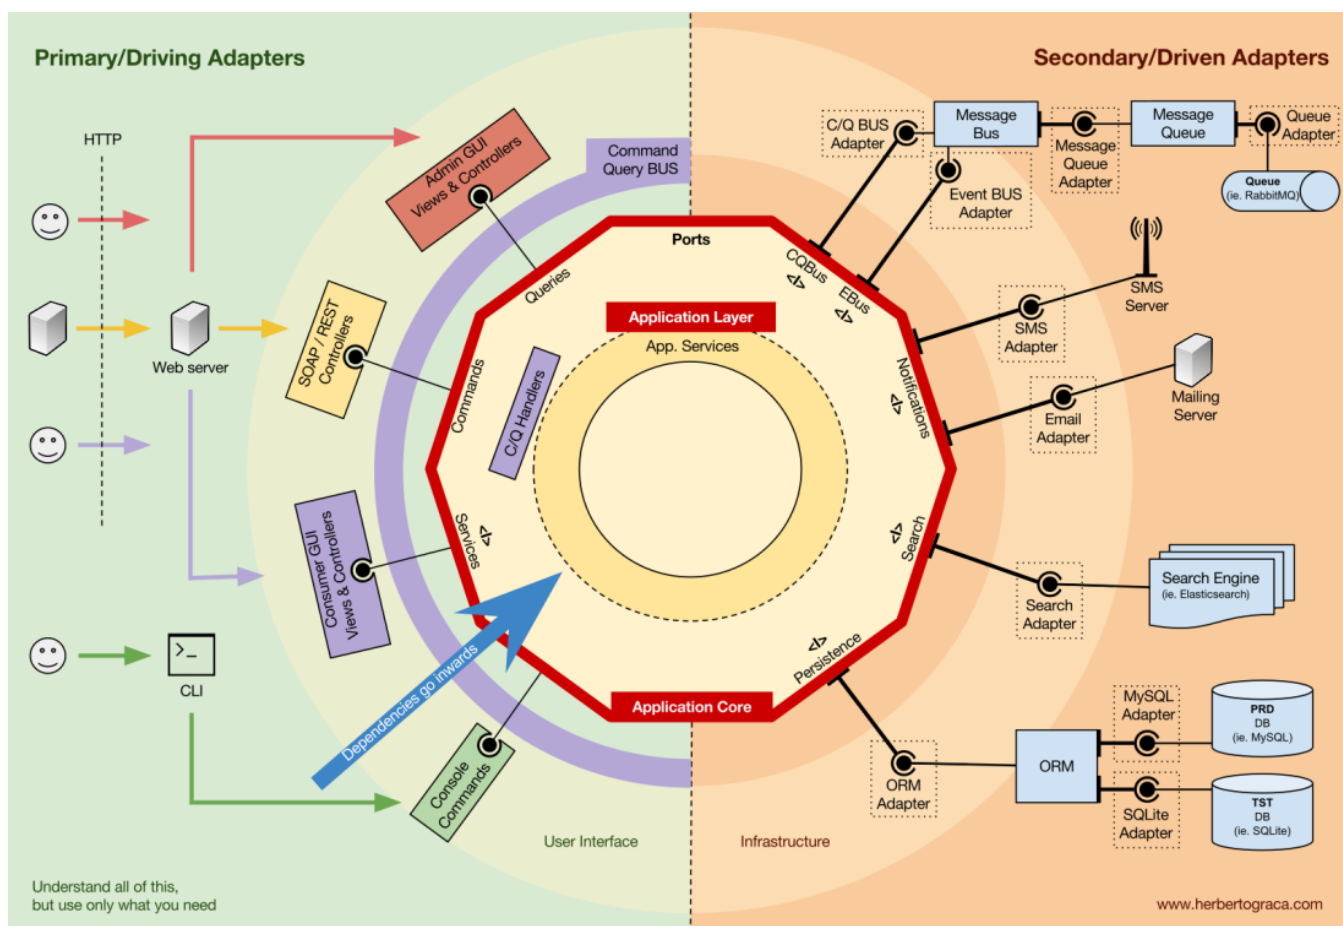 Primary/Driving Adapters
Secondary/Driven Adapters
HTTP
Web server
CLI
>_
Admin GUI
Views & Controllers
SOAP / REST
Controllers
Consumer GUI
Views & Controllers
Console
Commands
Command
Query BUS
Dependencies go inwards
Ports
Queries
Commands
Services
</>
C/Q Handlers
Application Layer
App. Services
Application Core
CQBus
</>
EBus
</>
Notifications
</>
Search
</>
Persistence
</>
C/Q BUS
Adapter
Message
Bus
Event BUS
Adapter
Message
Queue
Adapter
Message
Queue
Queue
Adapter
Queue
(ie. RabbitMQ)
SMS
Adapter
SMS
Server
Email
Adapter
Mailing
Server
Search
Adapter
Search Engine
(ie. Elasticsearch)
ORM
Adapter
ORM
MySQL
Adapter
PRD
DB
(ie. MySQL)
SQLite
Adapter
TST
DB
(ie. SQLite)
User Interface
Infrastructure
Understand all of this,
but use only what you need
www.herbertograca.com